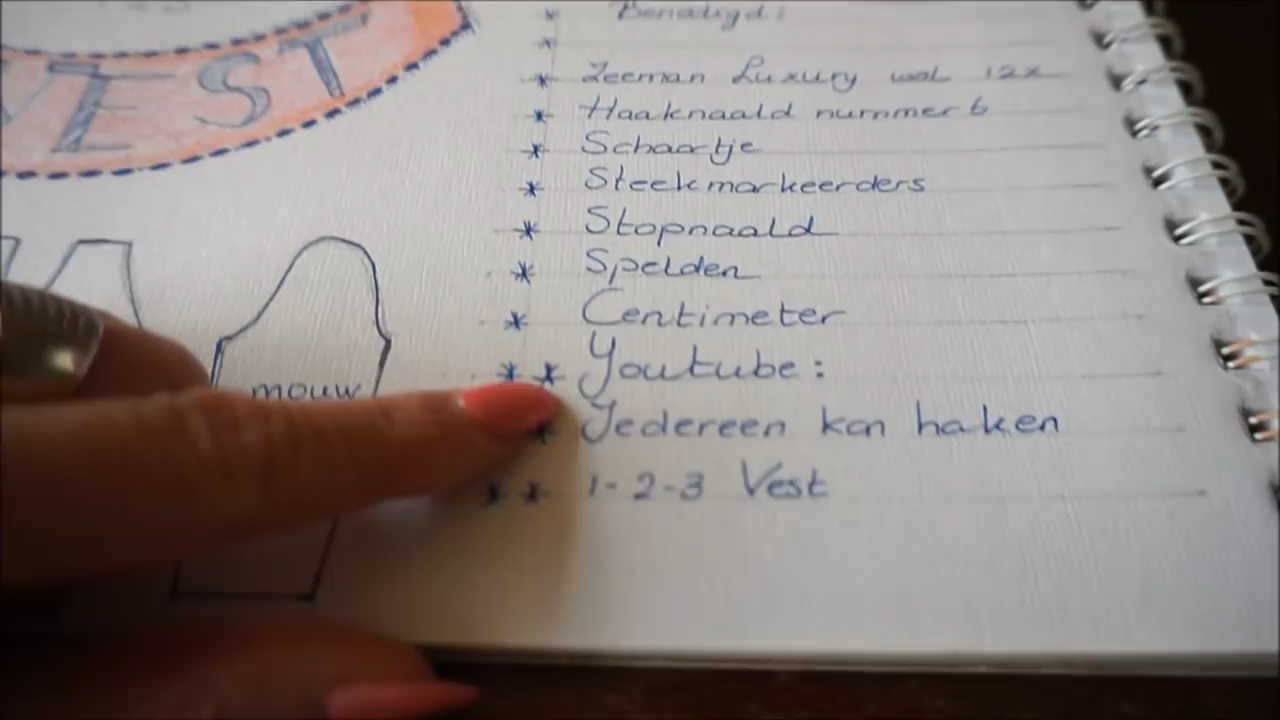 VEST
Benodigd:
Zeeman Luxury wol 12x
Haaknaald nummer 6
Schaartje
Steekmarkeerders
Stopnaald
Spelden
Centimeter
Youtube:
Iedereen kan haken
1-2-3 Vest
mouw